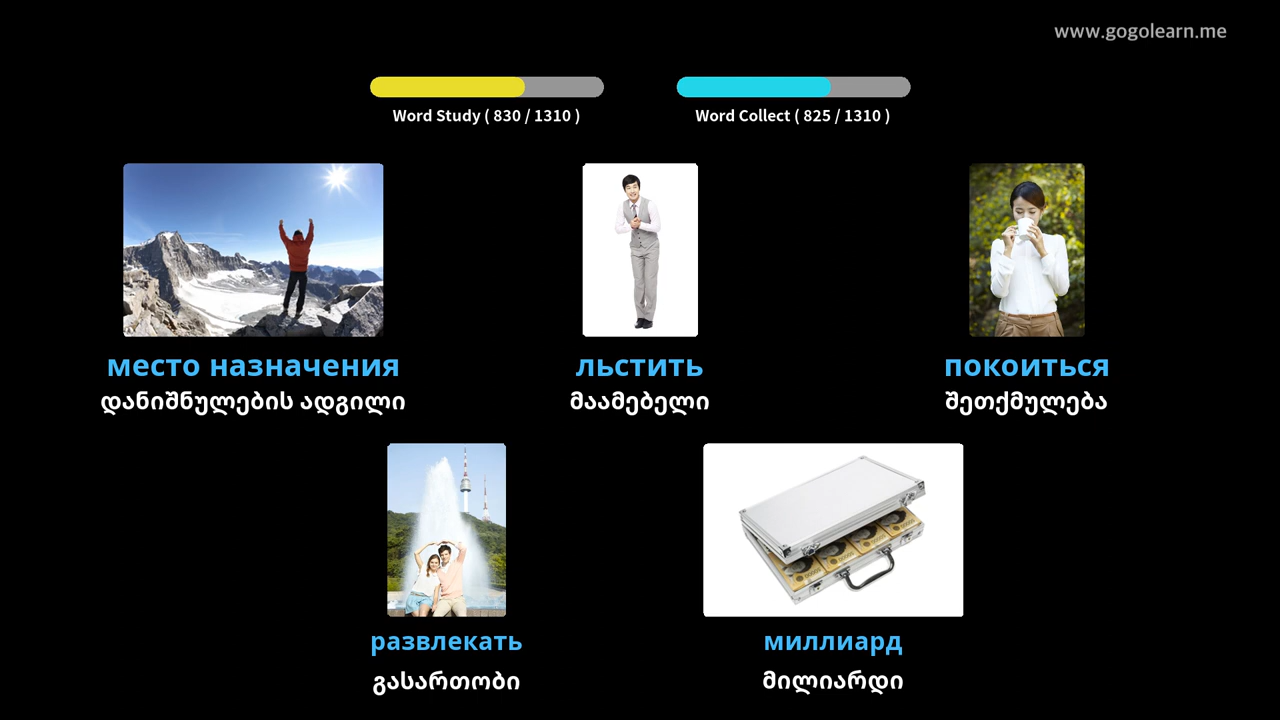 www.gogolearn.me
Word Study ( 830 / 1310 )
Word Collect ( 825 / 1310 )
место назначения
დანიშნულების ადგილი
льстить
მაამებელი
покоиться
შეთქმულება
развлекать
გასართობი
миллиард
მილიარდი